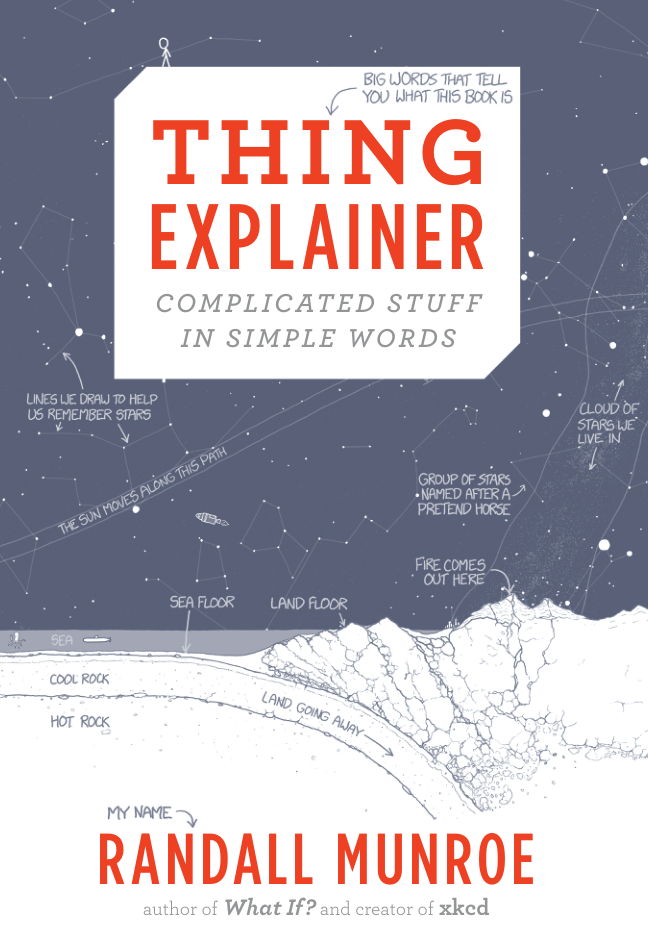 BIG WORDS THAT TELL
YOU WHAT THIS BOOK IS
THING
EXPLAINER
COMPLICATED STUFF
IN SIMPLE WORDS
LINES WE DRAW TO HELP
US REMEMBER STARS
CLOUD OF
STARS WE
LIVE IN
THE SUN MOVES ALONG THIS PATH
GROUP OF STARS
NAMED AFTER A
PRETEND HORSE
FIRE COMES
OUT HERE
SEA FLOOR
LAND FLOOR
SEA
COOL ROCK
LAND GOING AWAY
HOT ROCK
MY NAME
RANDALL MUNROE
author of What If? and creator of xkcd